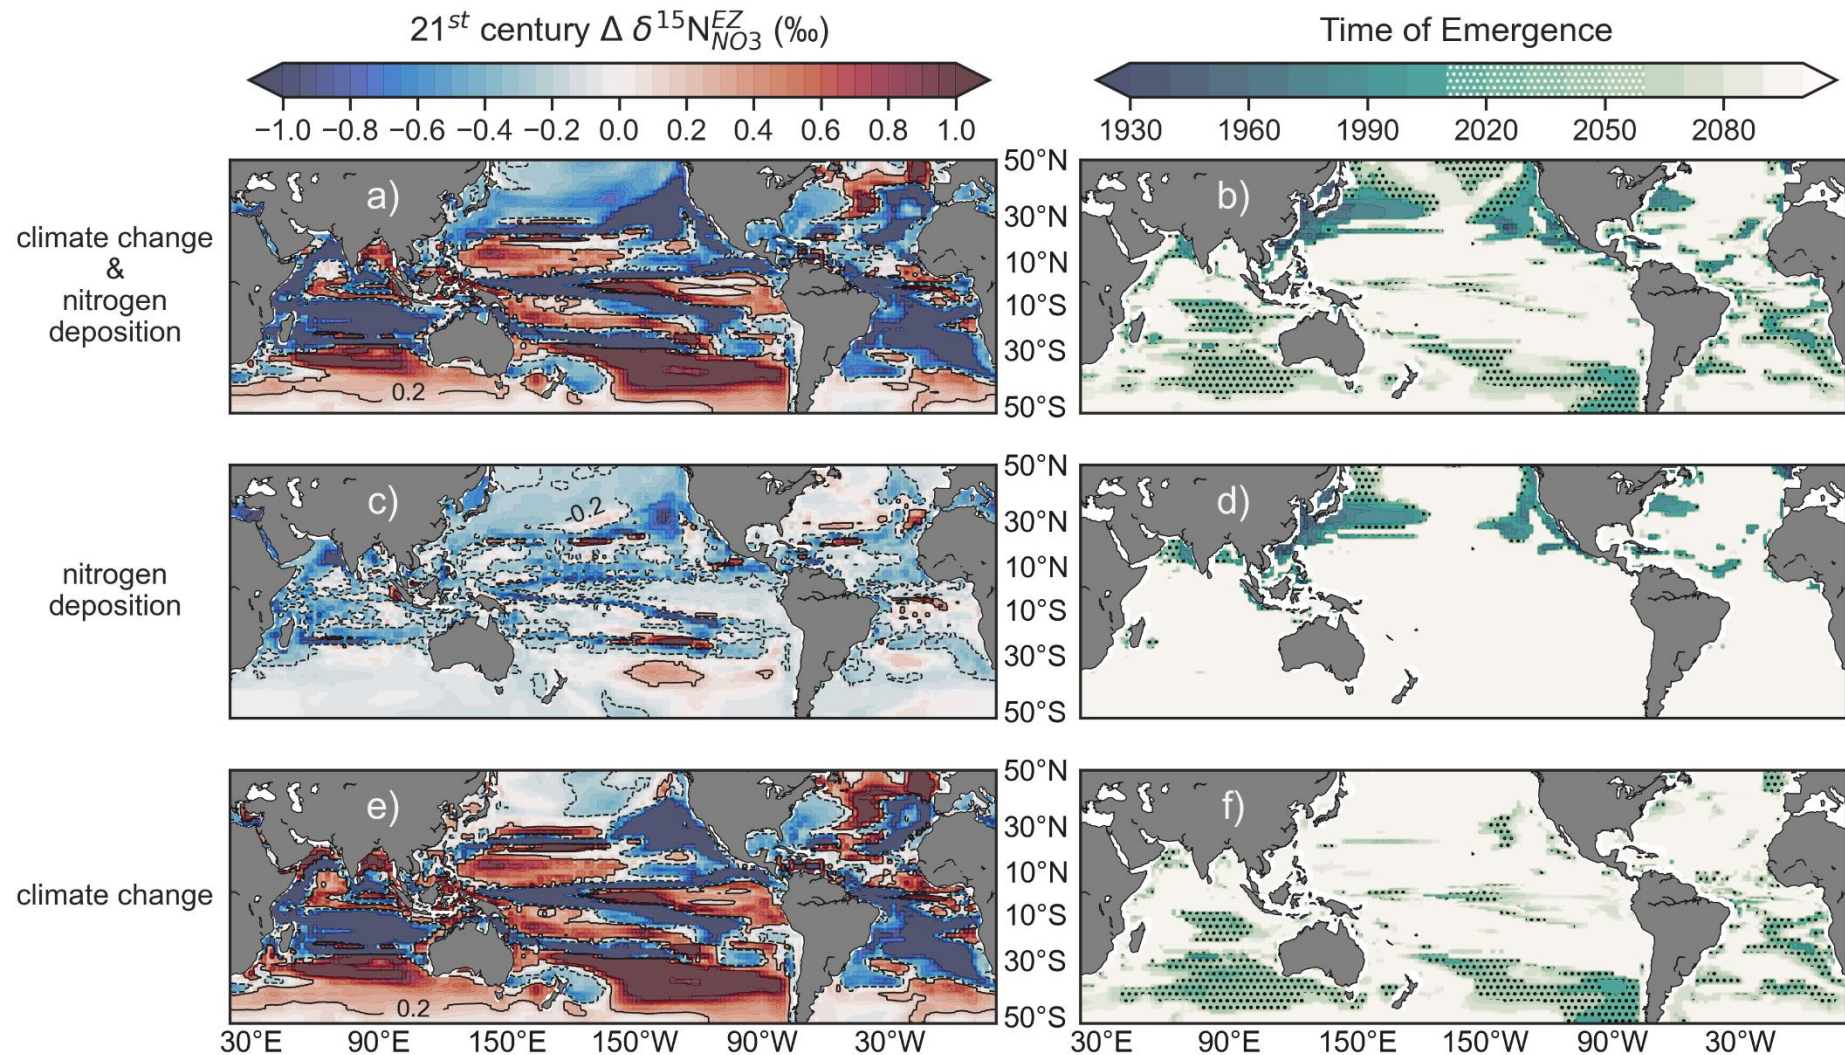 21st century Δ δ15N EZ NO3 (‰)
Time of Emergence
−1.0 −0.8 −0.6 −0.4 −0.2 0.0 0.2 0.4 0.6 0.8 1.0
1930 1960 1990 2020 2050 2080
climate change
&
nitrogen
deposition
a)
0.2
50°N
30°N
10°N
10°S
30°S
50°S
b)
nitrogen
deposition
c)
-0.2
50°N
30°N
10°N
10°S
30°S
50°S
d)
climate change
e)
0.2
50°N
30°N
10°N
10°S
30°S
50°S
f)
30°E 90°E 150°E 150°W 90°W 30°W
30°E 90°E 150°E 150°W 90°W 30°W